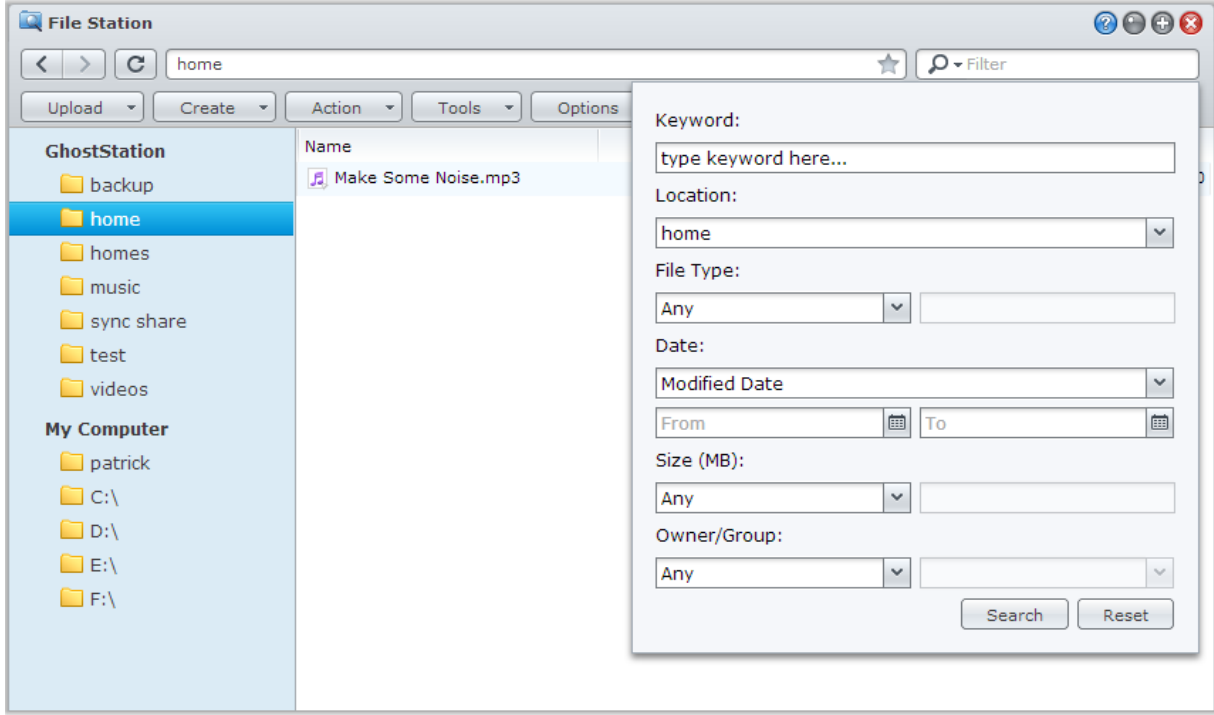 File Station
home
Filter
Upload Create Action Tools Options
GhostStation
backup
home
homes
music
sync share
test
videos
My Computer
patrick
C:\
D:\
E:\
F:\
Name
Make Some Noise.mp3
Keyword:
type keyword here...
Location:
home
File Type:
Any
Date:
Modified Date
From To
Size (MB):
Any
Owner/Group:
Any
Search Reset